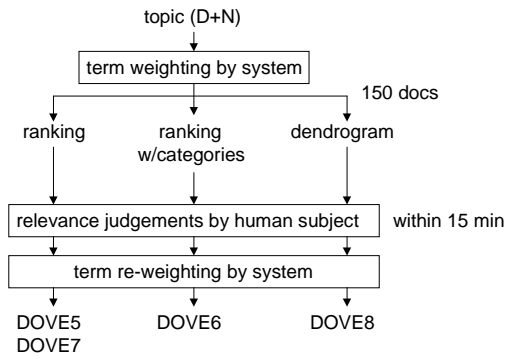 topic (D+N)
term weighting by system
150 docs
ranking
ranking
w/categories
dendrogram
relevance judgements by human subject
within 15 min
term re-weighting by system
DOVE5
DOVE7
DOVE6
DOVE8